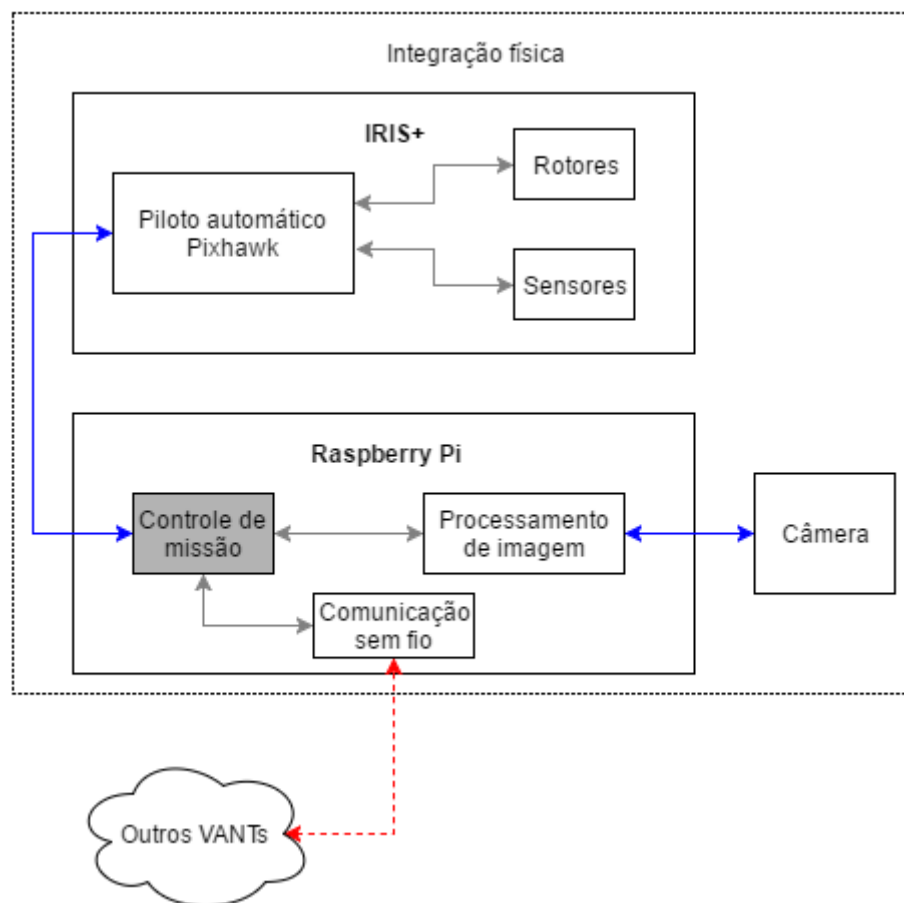 Integração física
IRIS+
Rotores
Piloto automático
Pixhawk
Sensores
Raspberry Pi
Controle de
missão
Processamento
de imagem
Câmera
Comunicação
sem fio
Outros VANTs